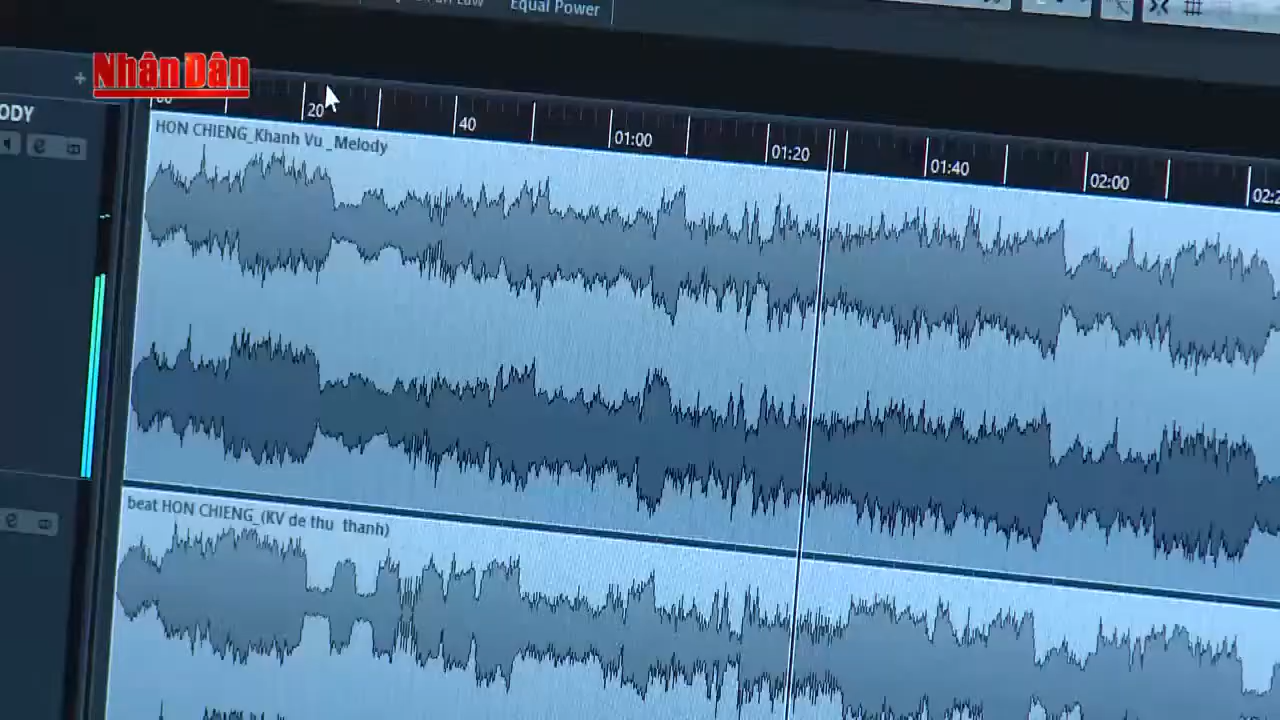 Equal Power
Nhân Dân
ODY
20
40
01:00
01:20
01:40
02:00
HON CHIENG_Khanh Vu _Melody
beat HON CHIENG_(KV de thu thanh)